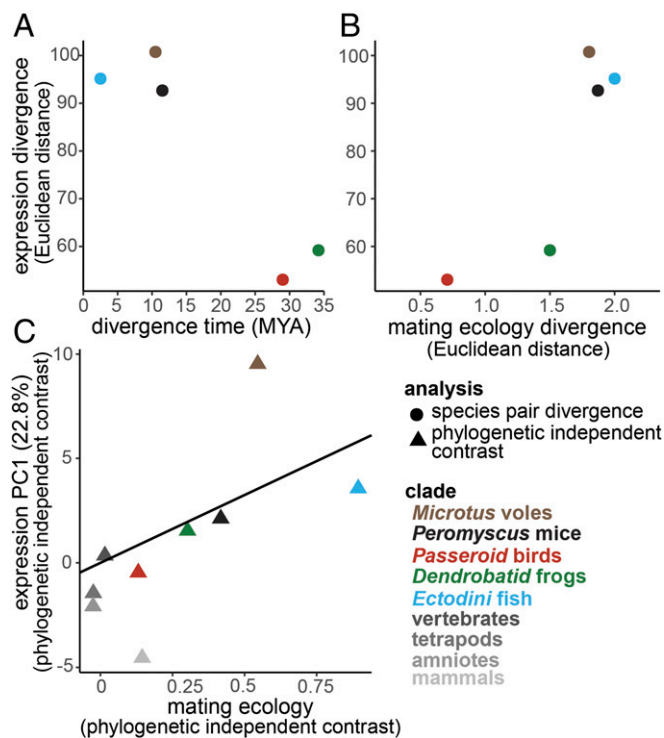 A
expression divergence
(Euclidean distance)
100
90
80
70
60
0 5 10 15 20 25 30 35
divergence time (MYA)
B
100
90
80
70
60
0.5 1.0 1.5 2.0
mating ecology divergence
(Euclidean distance)
C
expression PC1 (22.8%)
(phylogenetic independent contrast)
10
5
0
-5
0 0.25 0.50 0.75
mating ecology
(phylogenetic independent contrast)
analysis
species pair divergence
phylogenetic independent
contrast
clade
Microtus voles
Peromyscus mice
Passeroid birds
Dendrobatid frogs
Ectodini fish
vertebrates
tetrapods
amniotes
mammals